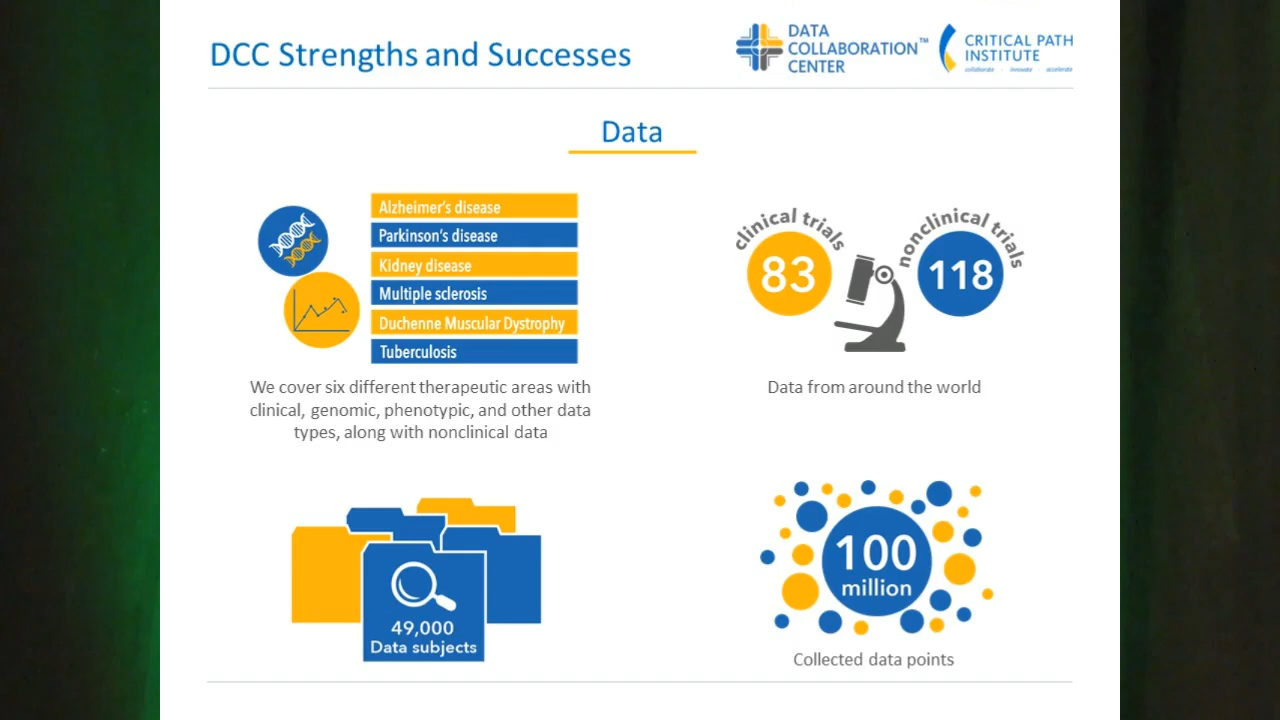 DCC Strengths and Successes
DATA
COLLABORATION™
CENTER
CRITICAL PATH
INSTITUTE
collaborate - innovate - accelerate
Data
Alzheimer's disease
Parkinson's disease
Kidney disease
Multiple sclerosis
Duchenne Muscular Dystrophy
Tuberculosis
We cover six different therapeutic areas with
clinical, genomic, phenotypic, and other data
types, along with nonclinical data
clinical trials
83
nonclinical trials
118
Data from around the world
49,000
Data subjects
100
million
Collected data points